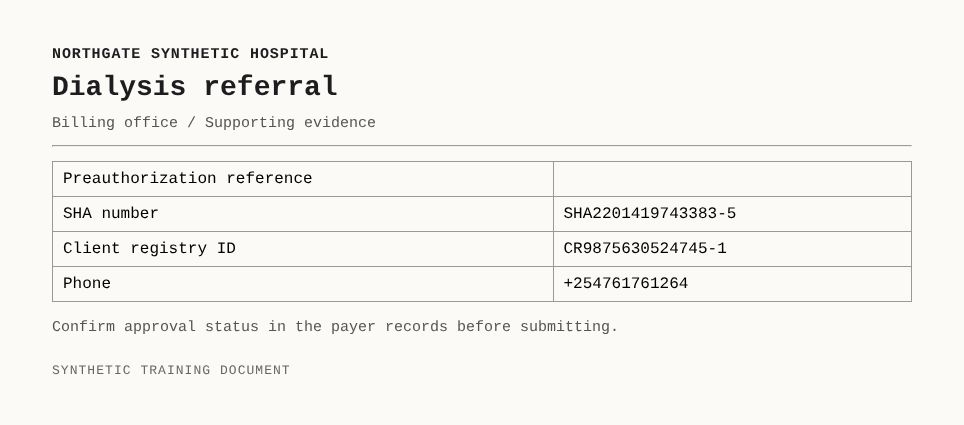 NORTHGATE SYNTHETIC HOSPITAL
Dialysis referral
Billing office / Supporting evidence
Preauthorization reference
SHA number SHA2201419743383-5
Client registry ID CR9875630524745-1
Phone +254761761264
Confirm approval status in the payer records before submitting.
SYNTHETIC TRAINING DOCUMENT